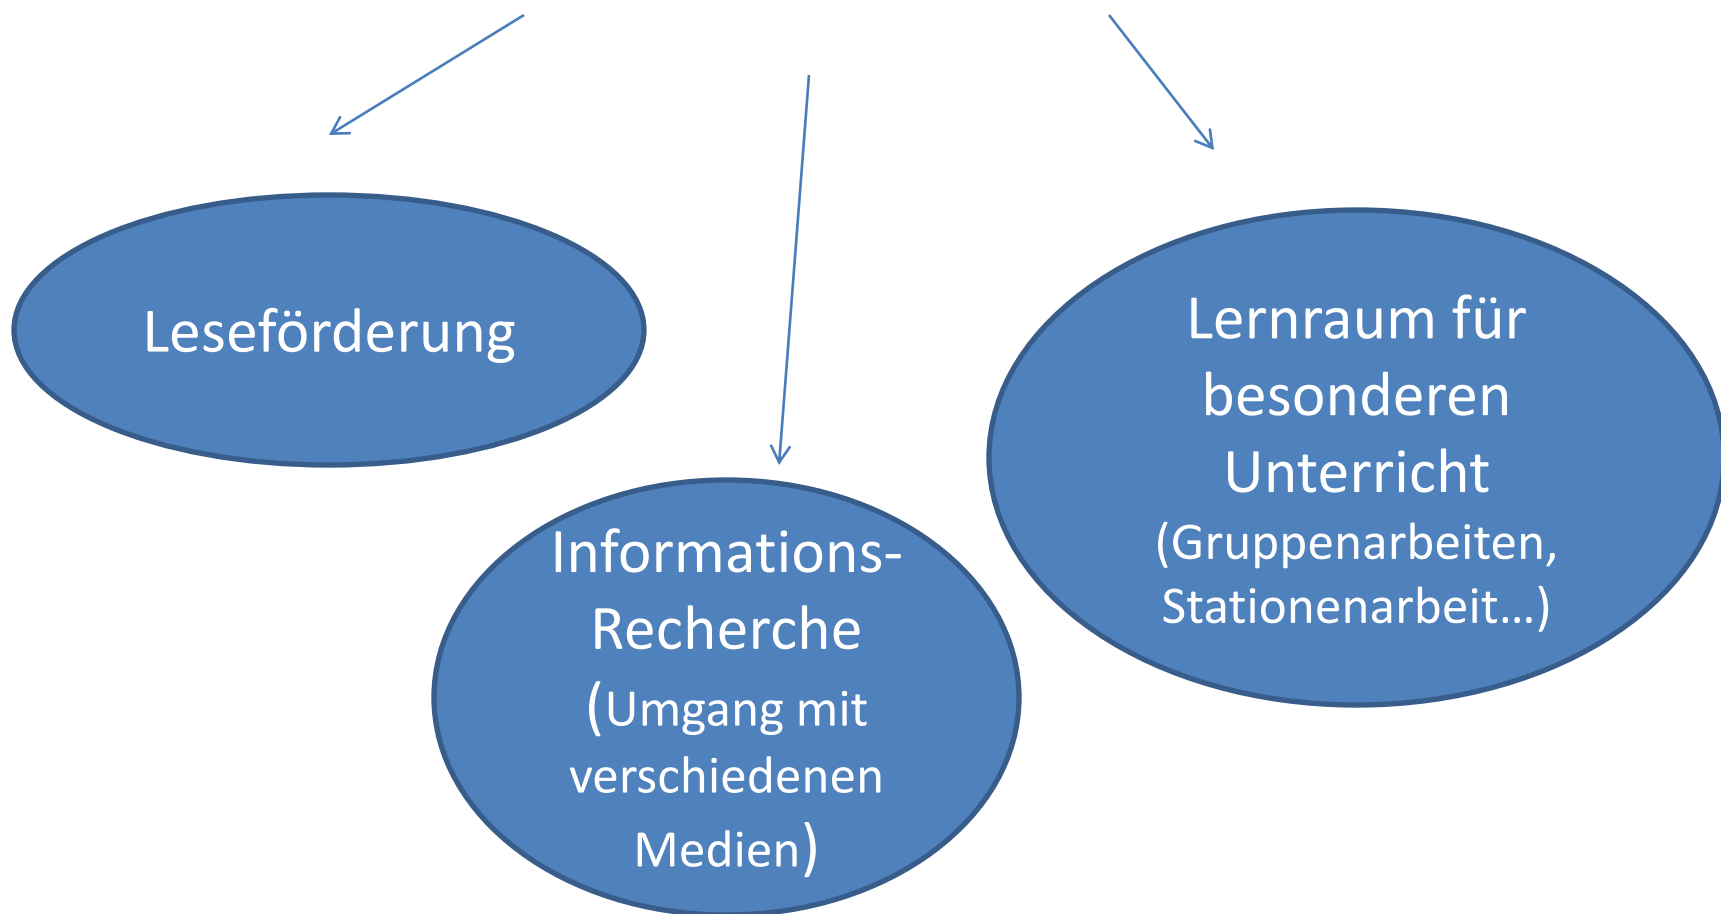 Leseförderung
Informations-
Recherche
(Umgang mit
verschiedenen
Medien)
Lernraum für
besonderen
Unterricht
(Gruppenarbeiten,
Stationenarbeit…)